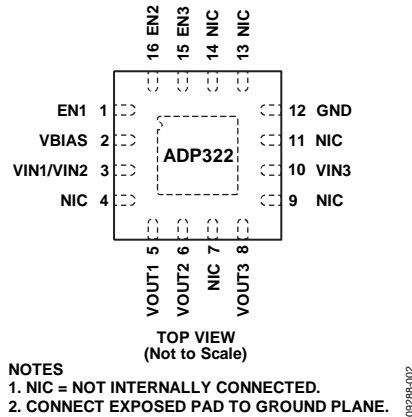 16 EN2
15 EN3
14 NIC
13 NIC
EN1 1
VBIAS 2
VIN1/VIN2 3
NIC 4
ADP322
12 GND
11 NIC
10 VIN3
9 NIC
VOUT1 5
VOUT2 6
NIC 7
VOUT3 8
TOP VIEW
(Not to Scale)
NOTES
1. NIC = NOT INTERNALLY CONNECTED.
2. CONNECT EXPOSED PAD TO GROUND PLANE.
09288-002